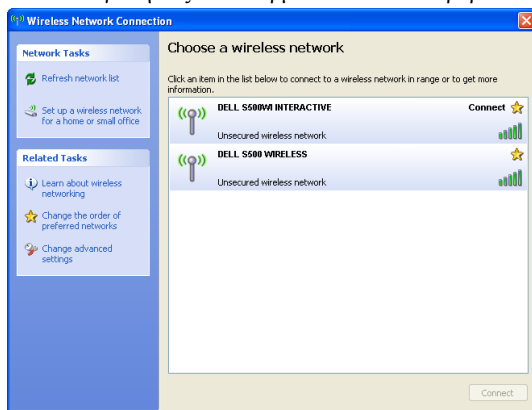 Wireless Network Connection
Network Tasks
Refresh network list
Set up a wireless network
for a home or small office
Related Tasks
Learn about wireless
networking
Change the order of
preferred networks
Change advanced
settings
Choose a wireless network
Click an item in the list below to connect to a wireless network in range or to get more
information.
DELL S500WI INTERACTIVE
Connect
Unsecured wireless network
DELL S500 WIRELESS
Unsecured wireless network
Connect